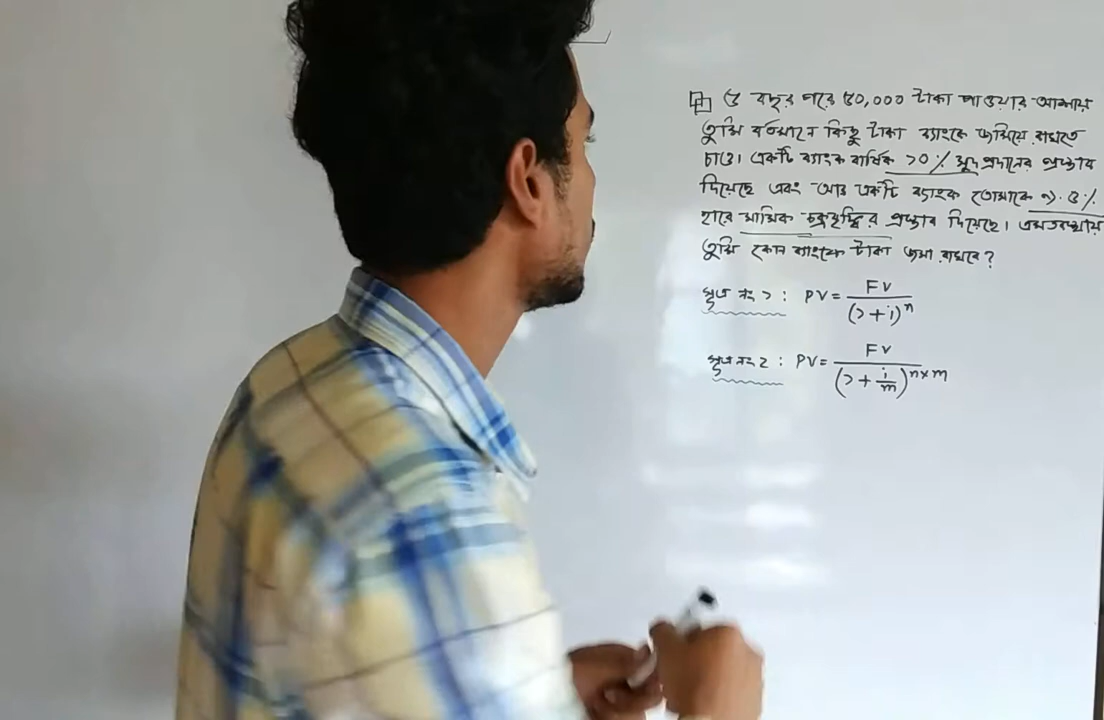 ৫ বছর পরে ৫০,০০০ টাকা পাওয়ার আশায়
তুমি বর্তমানে কিছু টাকা ব্যাংকে জমিয়ে রাখতে
চাও। একটি ব্যাংক বার্ষিক ১০% সুদ প্রদানের প্রস্তাব
দিয়েছে এবং আর একটি ব্যাংক তোমাকে ৯.৫%
হারে মাসিক চক্রবৃদ্ধির প্রস্তাব দিয়েছে। এমতাবস্থায়
তুমি কোন ব্যাংকে টাকা জমা রাখবে?
সূত্র নং ১ : PV = FV / (১ + i)^n
সূত্র নং ২ : PV = FV / (১ + i/m)^n×m